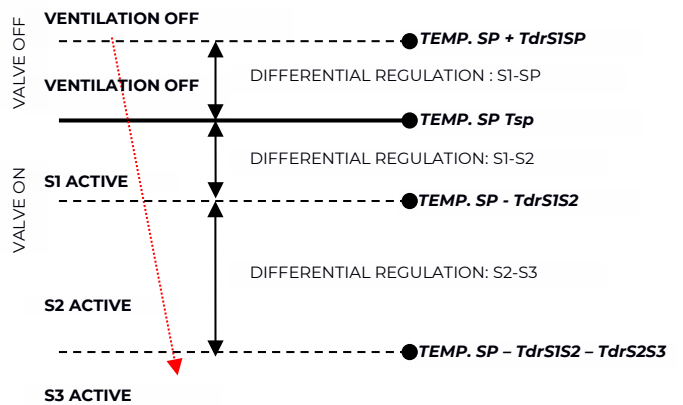 VENTILATION OFF
VALVE OFF
TEMP. SP + TdrS1SP
DIFFERENTIAL REGULATION : S1-SP
VENTILATION OFF
TEMP. SP Tsp
DIFFERENTIAL REGULATION: S1-S2
VALVE ON
S1 ACTIVE
TEMP. SP - TdrS1S2
DIFFERENTIAL REGULATION: S2-S3
S2 ACTIVE
TEMP. SP – TdrS1S2 – TdrS2S3
S3 ACTIVE